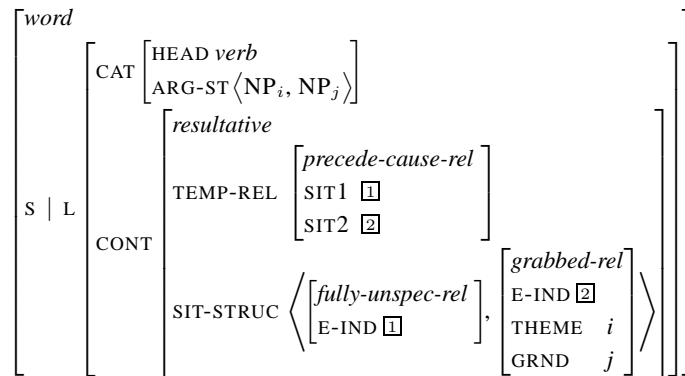 word
CAT
HEAD verb
ARG-ST ⟨NPi, NPj⟩
S | L
CONT
resultative
TEMP-REL
precede-cause-rel
SIT1 1
SIT2 2
SIT-STRUC
fully-unspec-rel
E-IND 1
,
grabbed-rel
E-IND 2
THEME i
GRND j